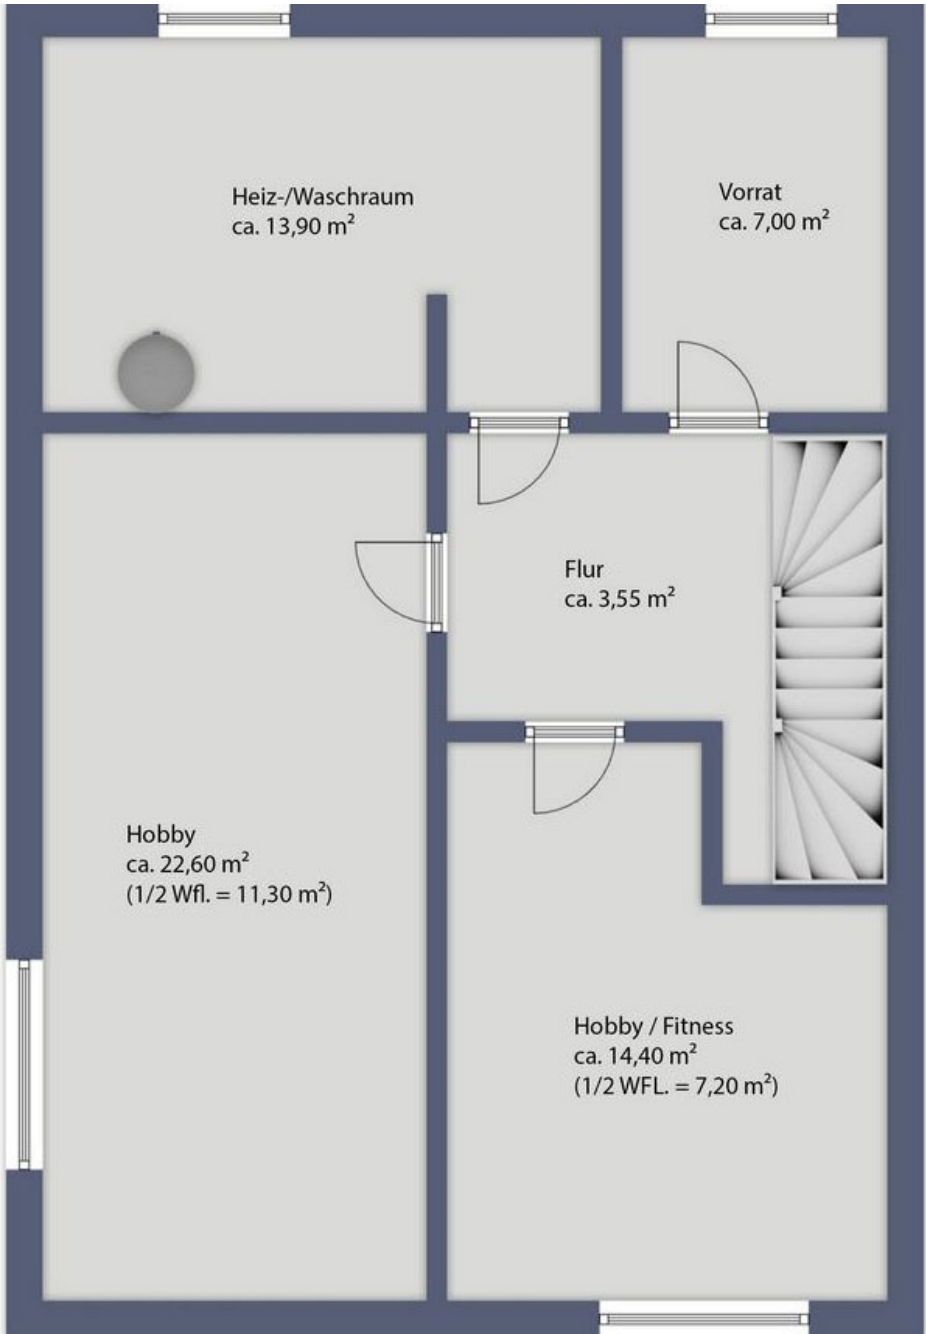 Heiz-/Waschraum
ca. 13,90 m²
Vorrat
ca. 7,00 m²
Flur
ca. 3,55 m²
Hobby
ca. 22,60 m²
(1/2 Wfl. = 11,30 m²)
Hobby / Fitness
ca. 14,40 m²
(1/2 WFL. = 7,20 m²)